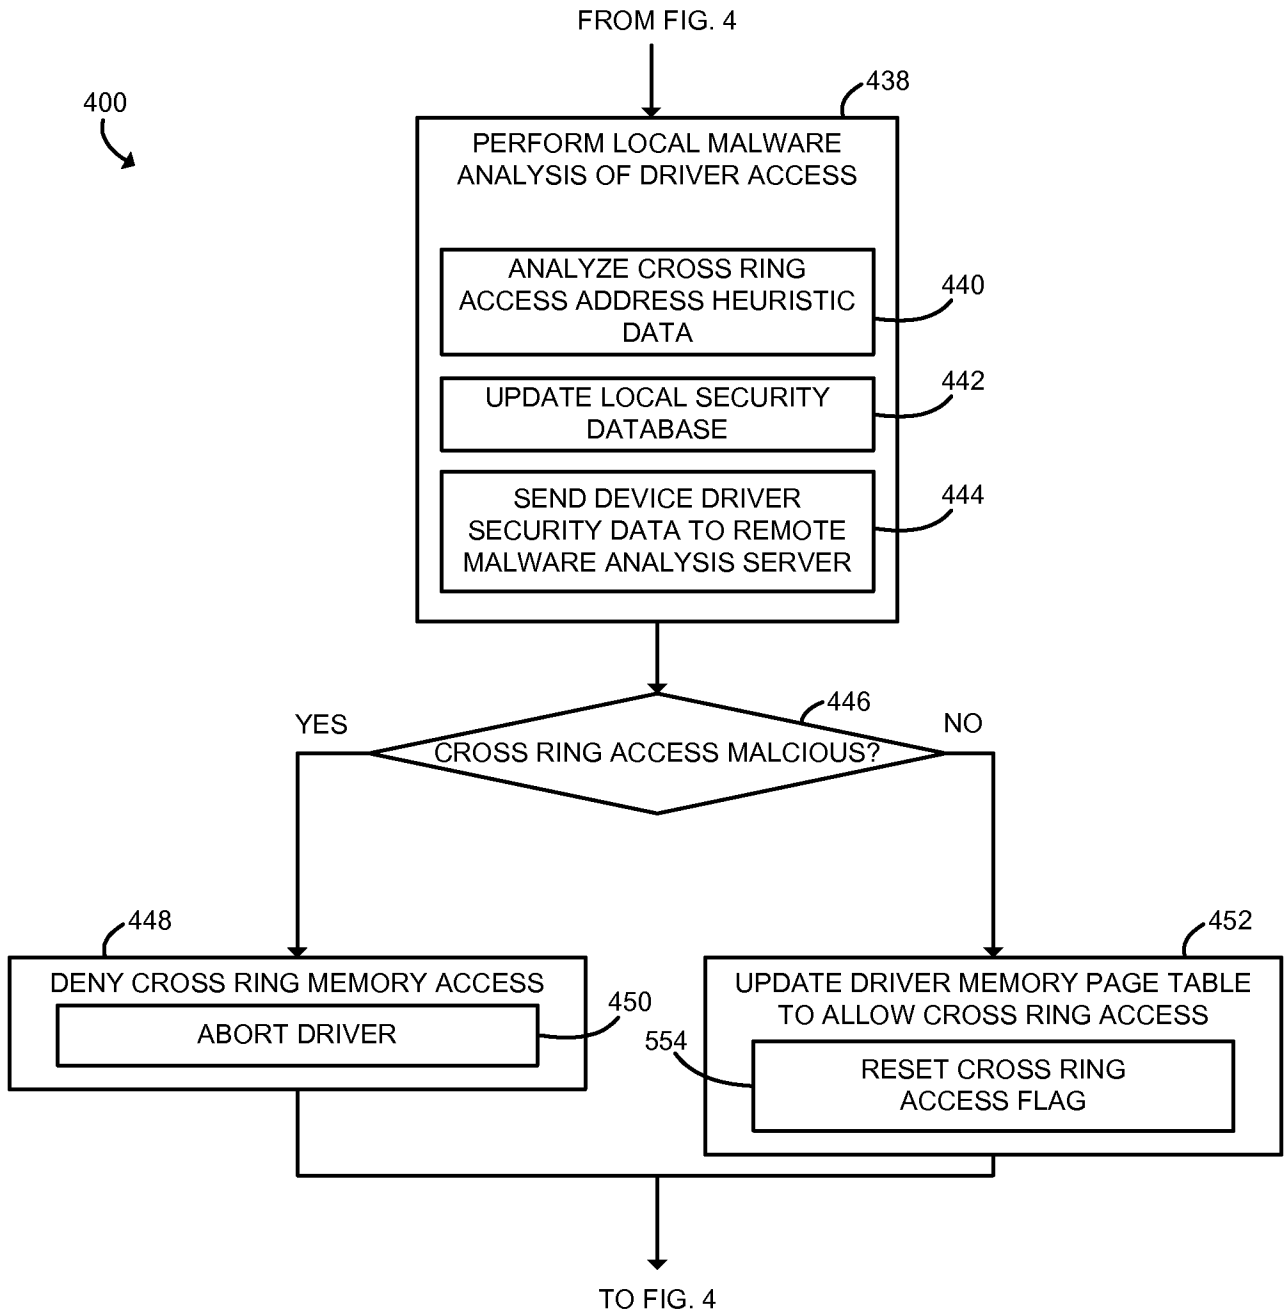 FROM FIG. 4
400
438
PERFORM LOCAL MALWARE
ANALYSIS OF DRIVER ACCESS
ANALYZE CROSS RING
ACCESS ADDRESS HEURISTIC
DATA
440
UPDATE LOCAL SECURITY
DATABASE
442
SEND DEVICE DRIVER
SECURITY DATA TO REMOTE
MALWARE ANALYSIS SERVER
444
446
YES
NO
CROSS RING ACCESS MALCIOUS?
448
DENY CROSS RING MEMORY ACCESS
ABORT DRIVER
450
452
UPDATE DRIVER MEMORY PAGE TABLE
TO ALLOW CROSS RING ACCESS
554
RESET CROSS RING
ACCESS FLAG
TO FIG. 4